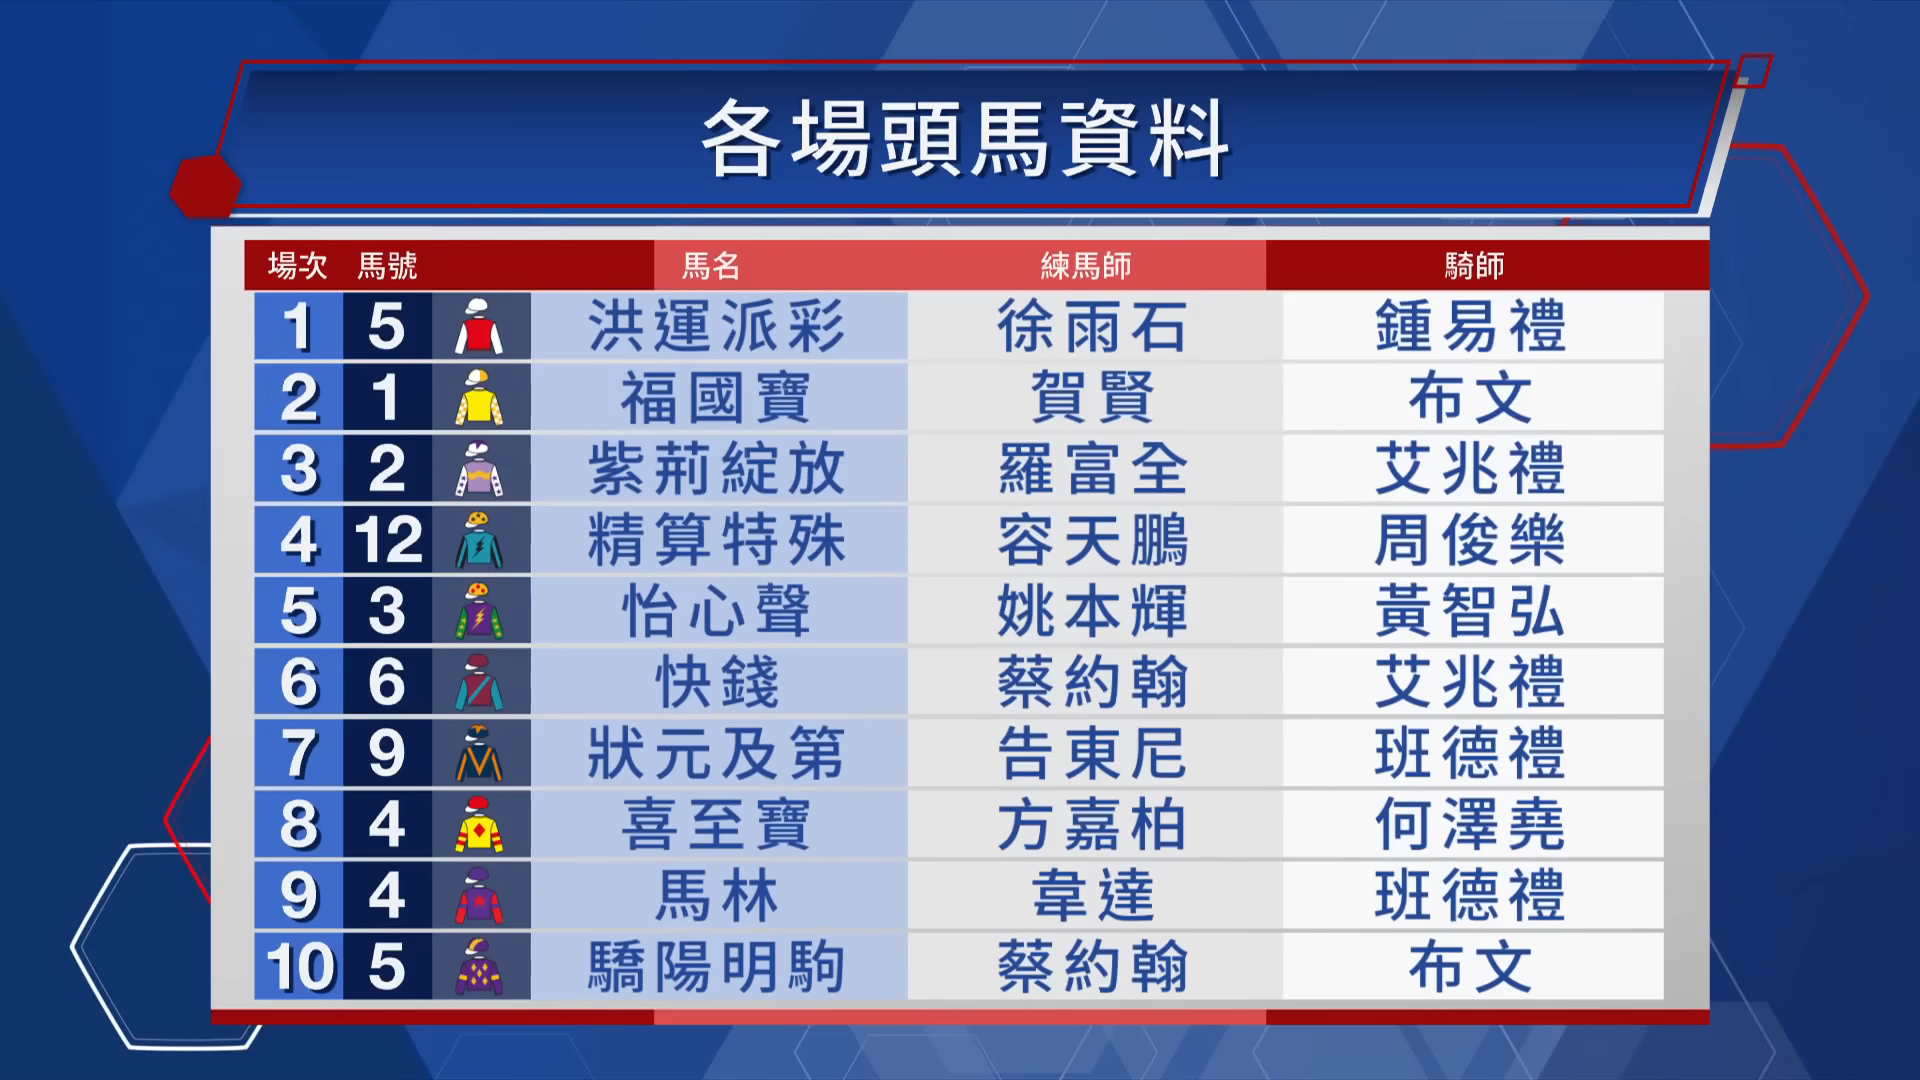 各場頭馬資料
場次 馬號 馬名 練馬師 騎師
1 5 洪運派彩 徐雨石 鍾易禮
2 1 福國寶 賀賢 布文
3 2 紫荊綻放 羅富全 艾兆禮
4 12 精算特殊 容天鵬 周俊樂
5 3 怡心聲 姚本輝 黃智弘
6 6 快錢 蔡約翰 艾兆禮
7 9 狀元及第 告東尼 班德禮
8 4 喜至寶 方嘉柏 何澤堯
9 4 馬林 韋達 班德禮
10 5 驕陽明駒 蔡約翰 布文